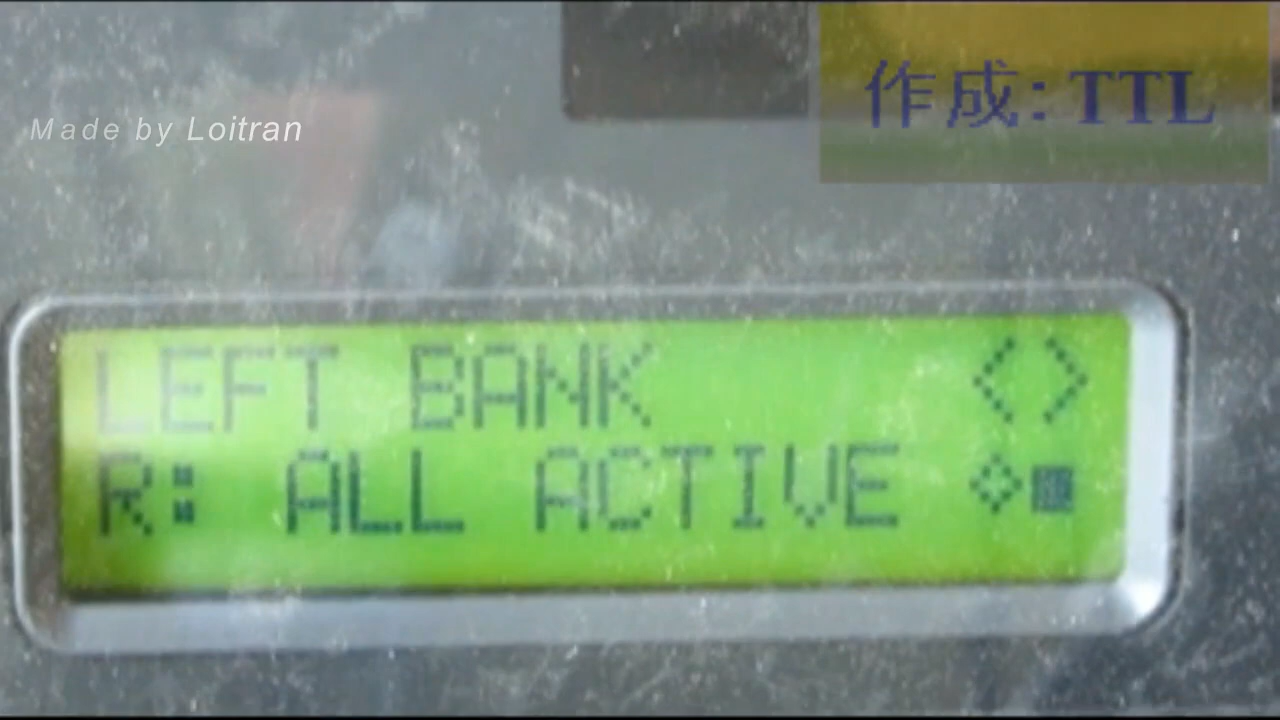 作成: TTL
Made by Loitran
LEFT BANK <>
R: ALL ACTIVE ◇